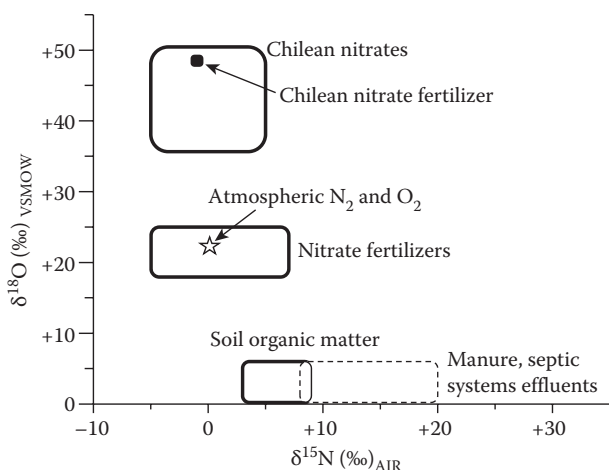 +50
Chilean nitrates
Chilean nitrate fertilizer
+40
δ18O (‰) VSMOW
+30
Atmospheric N2 and O2
+20
Nitrate fertilizers
+10
Soil organic matter
Manure, septic
systems effluents
0
−10
0
+10
+20
+30
δ15N (‰)AIR